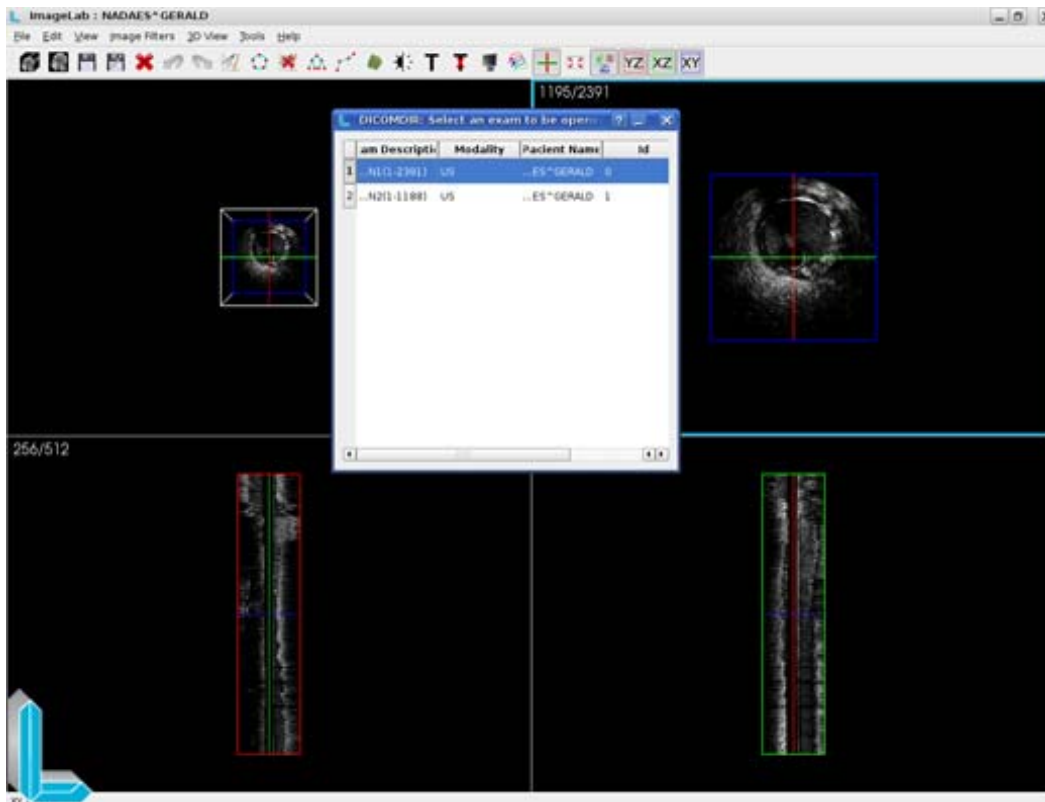 ImageLab : NADAES^GERALD
File Edit View Image Filters 3D View Tools Help
T T YZ XZ XY
1195/2391
DICOMDIR: Select an exam to be open
am Descripti Modality Pacient Name Id
1 ...N1(1-2391) US ...ES^GERALD 0
2 ...N2(1-1188) US ...ES^GERALD 1
256/512